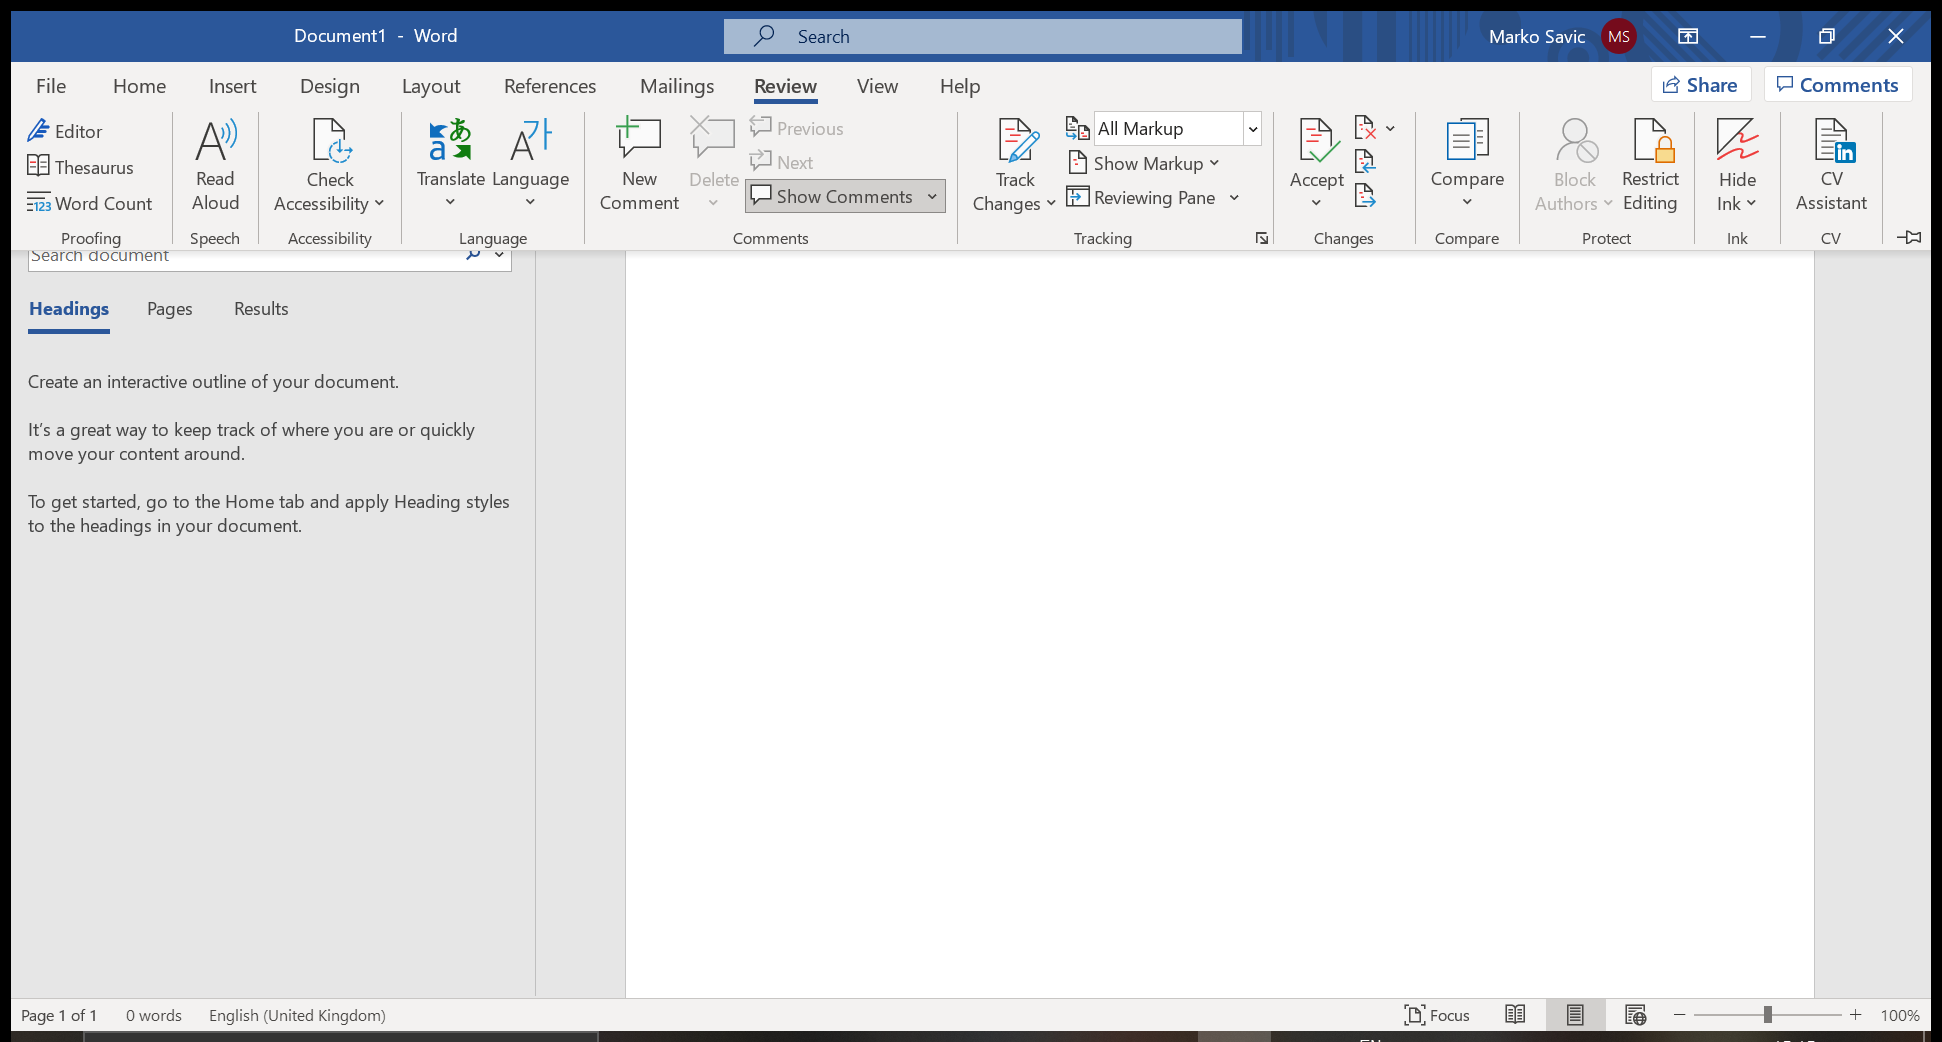 Document1 - Word
Search
Marko Savic
MS
File Home Insert Design Layout References Mailings Review View Help
Share
Comments
Editor
Thesaurus
123 Word Count
Proofing
Read Aloud
Speech
Check Accessibility
Accessibility
Translate
Language
Language
New Comment
Delete
Previous
Next
Show Comments
Comments
Track Changes
All Markup
Show Markup
Reviewing Pane
Tracking
Accept
Changes
Compare
Compare
Block Authors
Restrict Editing
Protect
Hide Ink
Ink
in
CV Assistant
CV
Search document
Headings Pages Results
Create an interactive outline of your document.
It's a great way to keep track of where you are or quickly
move your content around.
To get started, go to the Home tab and apply Heading styles
to the headings in your document.
Page 1 of 1 0 words English (United Kingdom)
Focus
100%